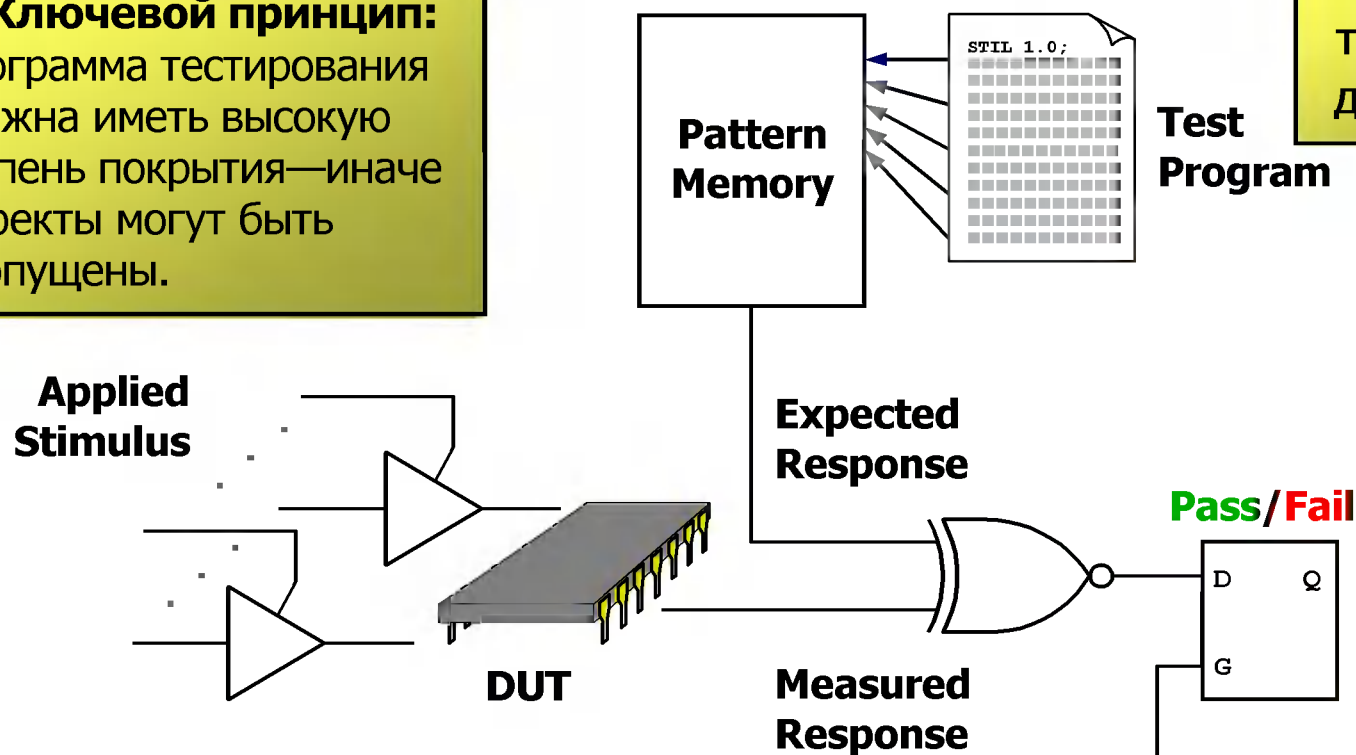 Ключевой принцип:
ограмма тестирования
жна иметь высокую
пень покрытия—иначе
фекты могут быть
опущены.
STIL 1.0;
Pattern
Memory
Test
Program
Applied
Stimulus
Expected
Response
Pass/Fail
D Q
G
DUT
Measured
Response